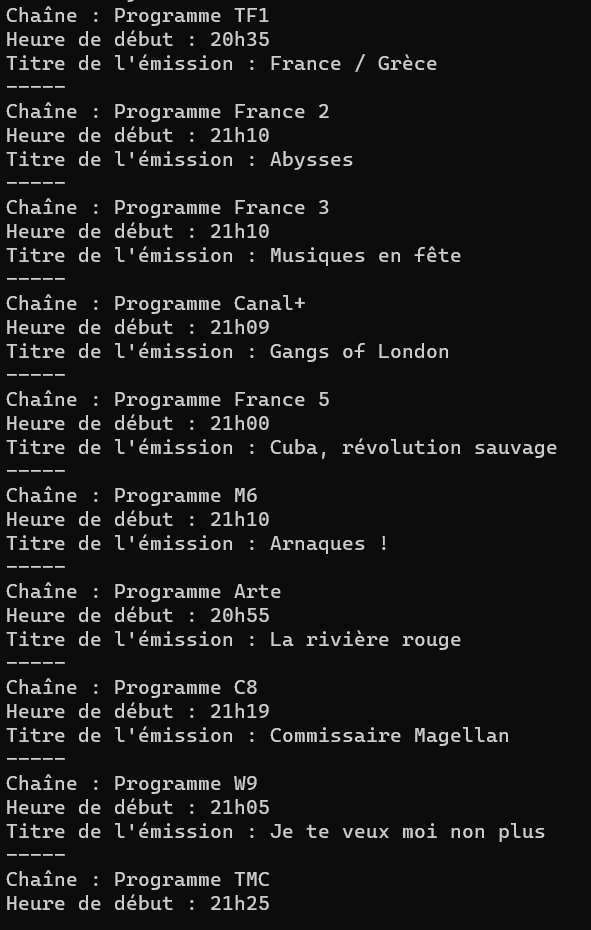 Chaîne : Programme TF1
Heure de début : 20h35
Titre de l'émission : France / Grèce
-----
Chaîne : Programme France 2
Heure de début : 21h10
Titre de l'émission : Abysses
-----
Chaîne : Programme France 3
Heure de début : 21h10
Titre de l'émission : Musiques en fête
-----
Chaîne : Programme Canal+
Heure de début : 21h09
Titre de l'émission : Gangs of London
-----
Chaîne : Programme France 5
Heure de début : 21h00
Titre de l'émission : Cuba, révolution sauvage
-----
Chaîne : Programme M6
Heure de début : 21h10
Titre de l'émission : Arnaques !
-----
Chaîne : Programme Arte
Heure de début : 20h55
Titre de l'émission : La rivière rouge
-----
Chaîne : Programme C8
Heure de début : 21h19
Titre de l'émission : Commissaire Magellan
-----
Chaîne : Programme W9
Heure de début : 21h05
Titre de l'émission : Je te veux moi non plus
-----
Chaîne : Programme TMC
Heure de début : 21h25